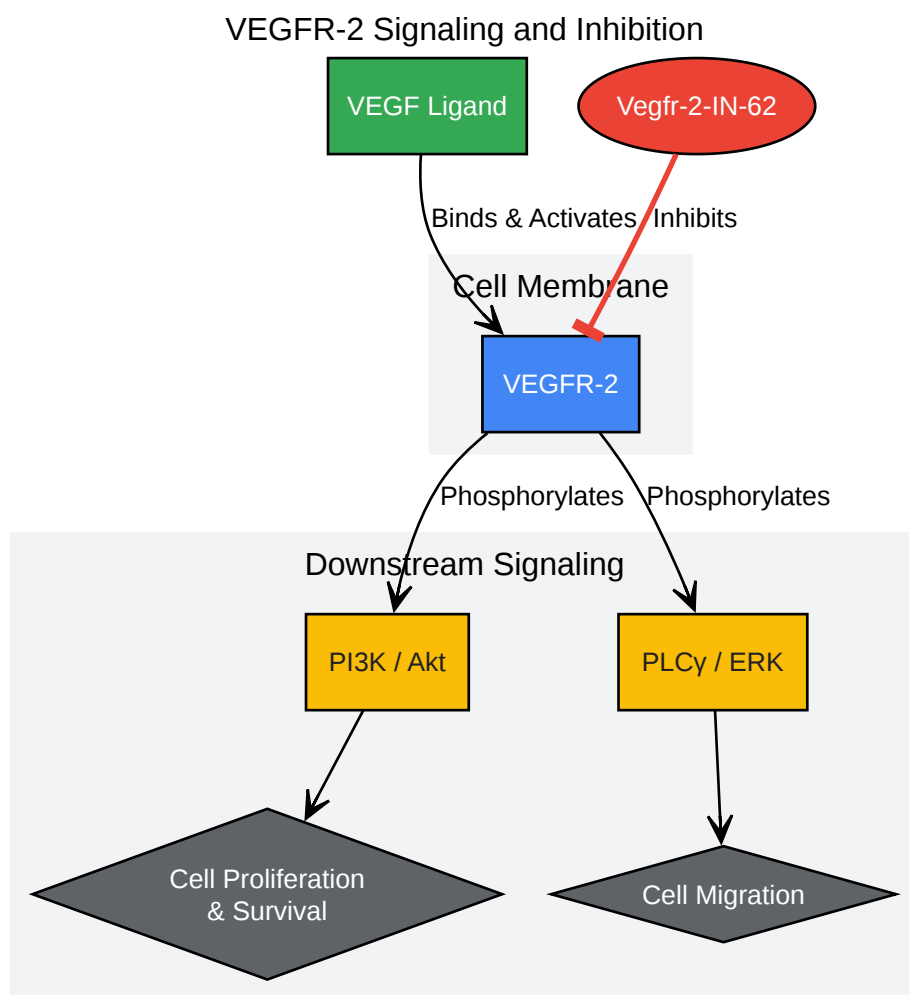 VEGFR-2 Signaling and Inhibition
VEGF Ligand
Vegfr-2-IN-62
Binds & Activates
Inhibits
Cell Membrane
VEGFR-2
Phosphorylates
Phosphorylates
Downstream Signaling
PI3K / Akt
PLCγ / ERK
Cell Proliferation
& Survival
Cell Migration